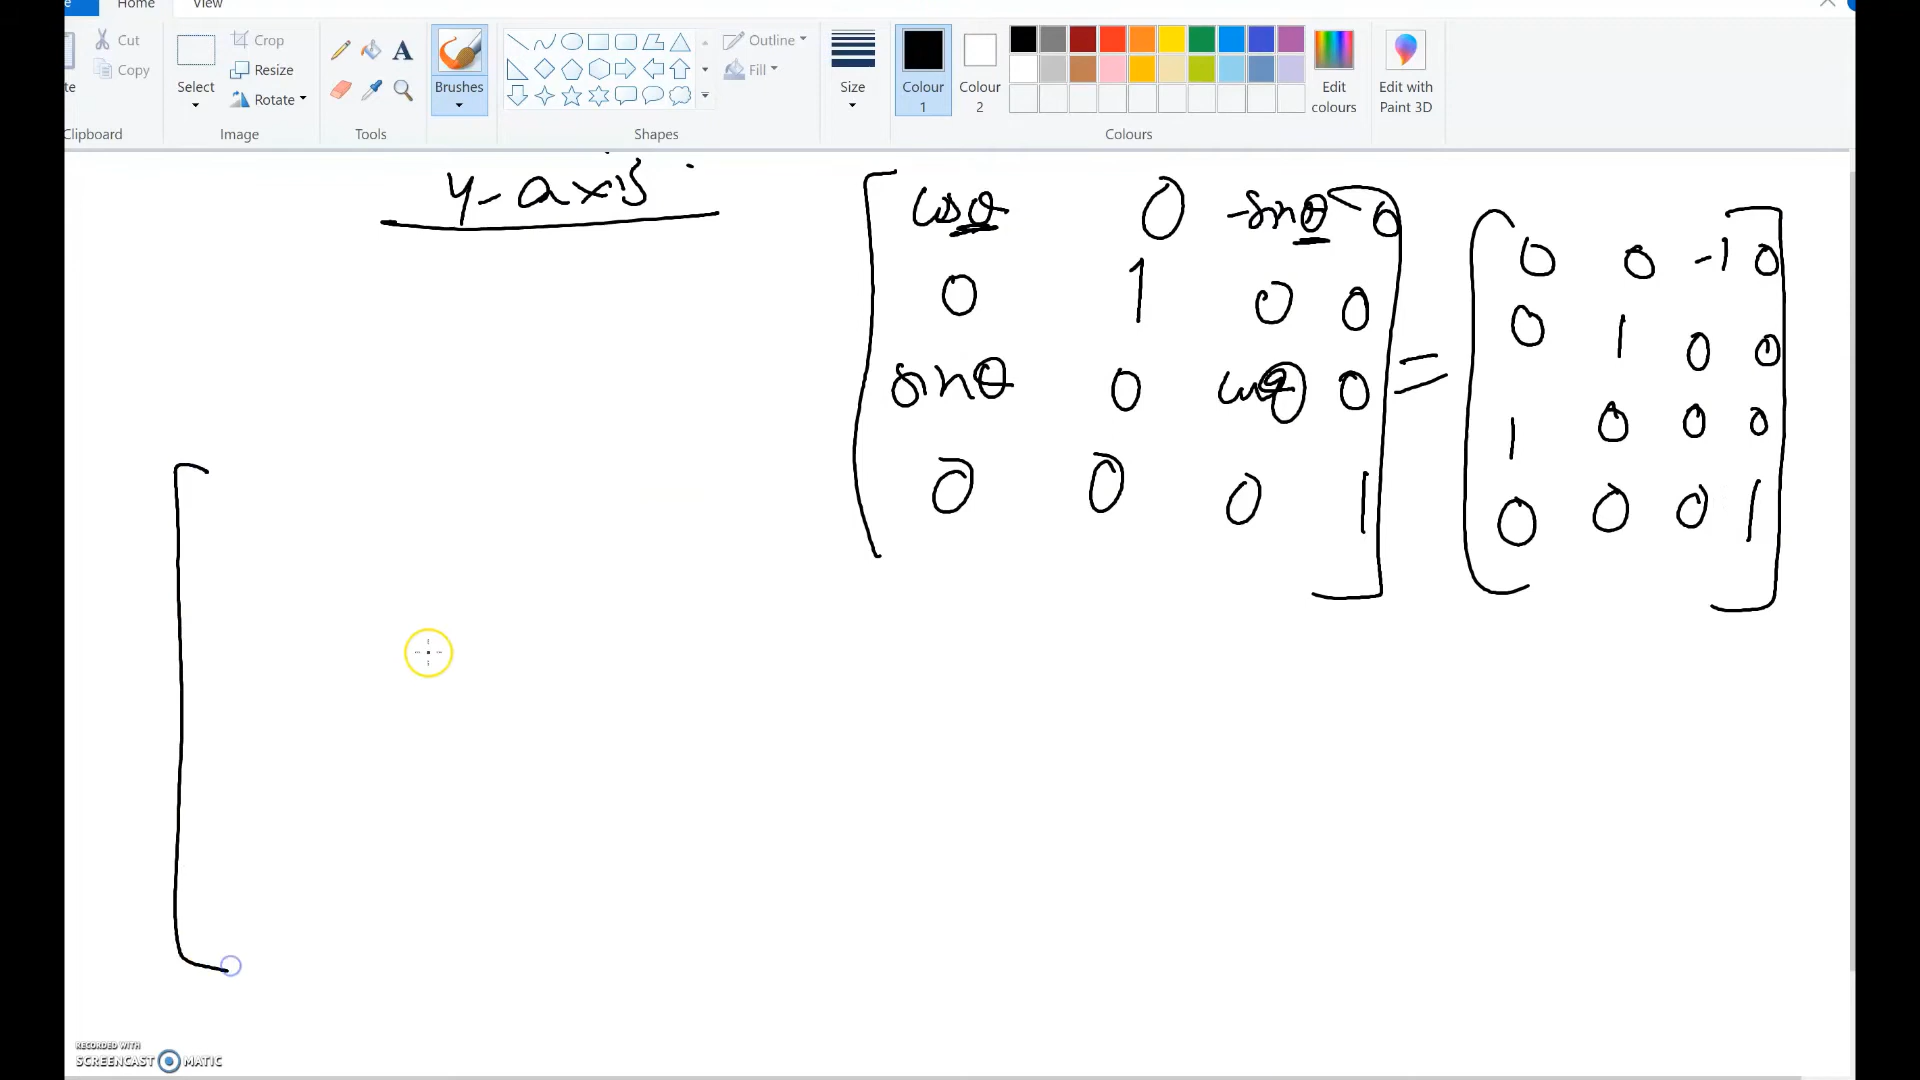 Home View
Cut
Copy
Clipboard
Select
Crop
Resize
Rotate
Image
Tools
Brushes
Shapes
Outline
Fill
Size
Colour 1
Colour 2
Edit colours
Edit with Paint 3D
Colours
y-axis
cosθ 0 -sinθ 0
0 1 0 0
sinθ 0 cosθ 0
0 0 0 1
=
0 0 -1 0
0 1 0 0
1 0 0 0
0 0 0 1
RECORDED WITH
SCREENCAST MATIC